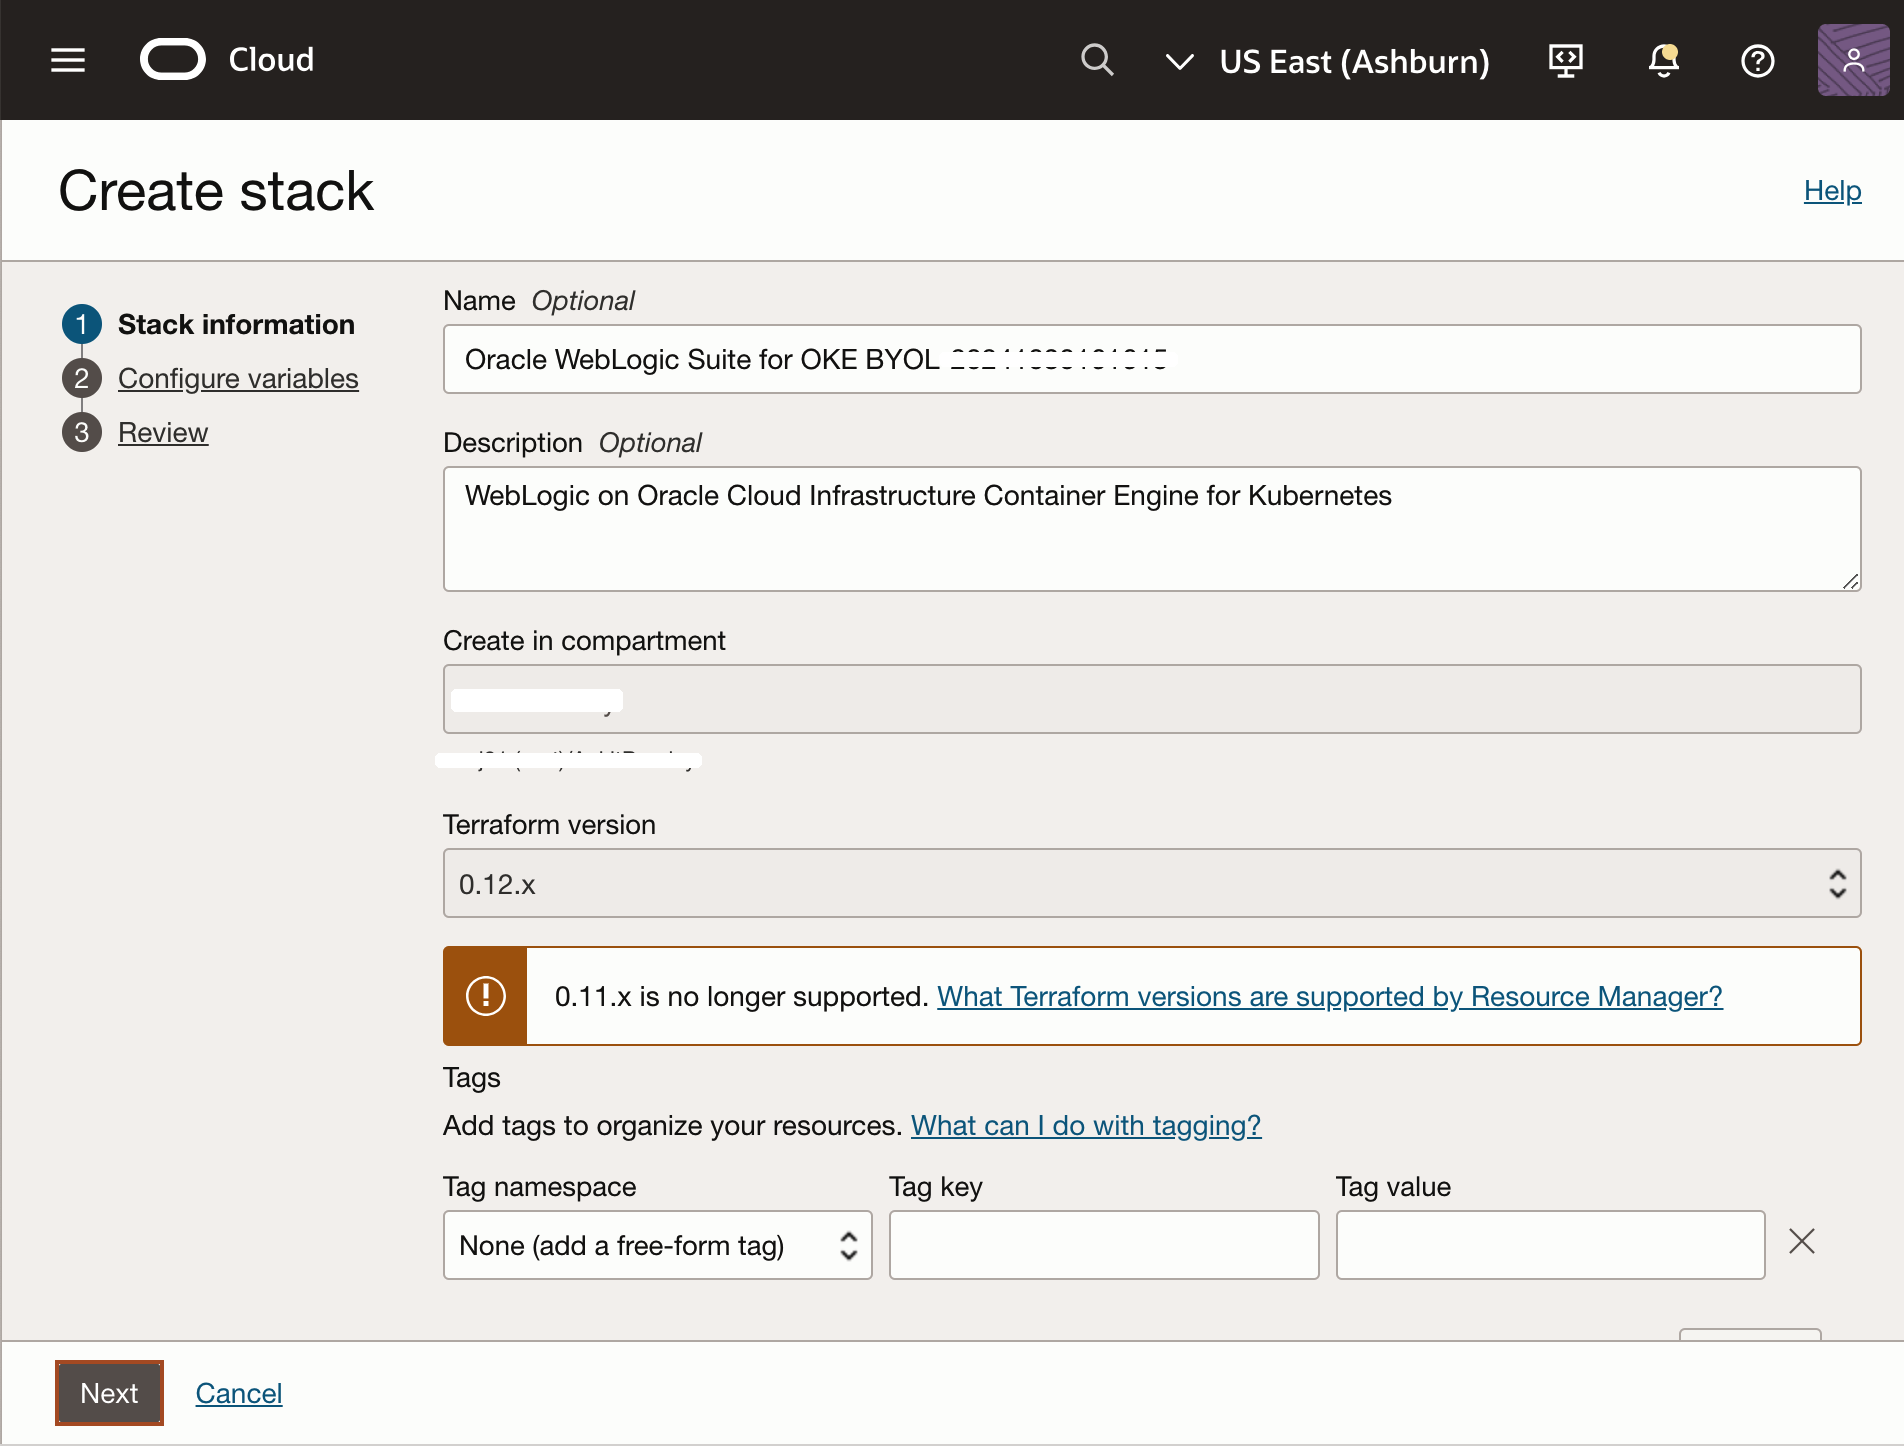 Cloud
US East (Ashburn)
Create stack
Help
1 Stack information
2 Configure variables
3 Review
Name Optional
Oracle WebLogic Suite for OKE BYOL
Description Optional
WebLogic on Oracle Cloud Infrastructure Container Engine for Kubernetes
Create in compartment
Terraform version
0.12.x
0.11.x is no longer supported. What Terraform versions are supported by Resource Manager?
Tags
Add tags to organize your resources. What can I do with tagging?
Tag namespace Tag key Tag value
None (add a free-form tag)
Next Cancel